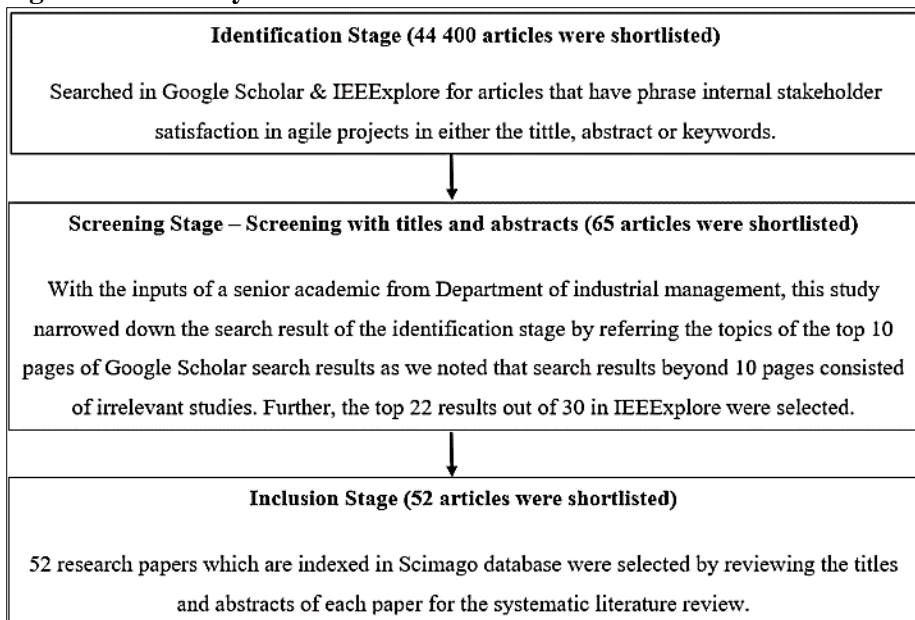 Identification Stage (44 400 articles were shortlisted)
Searched in Google Scholar & IEEExplore for articles that have phrase internal stakeholder
satisfaction in agile projects in either the tittle, abstract or keywords.
Screening Stage – Screening with titles and abstracts (65 articles were shortlisted)
With the inputs of a senior academic from Department of industrial management, this study
narrowed down the search result of the identification stage by referring the topics of the top 10
pages of Google Scholar search results as we noted that search results beyond 10 pages consisted
of irrelevant studies. Further, the top 22 results out of 30 in IEEExplore were selected.
Inclusion Stage (52 articles were shortlisted)
52 research papers which are indexed in Scimago database were selected by reviewing the titles
and abstracts of each paper for the systematic literature review.